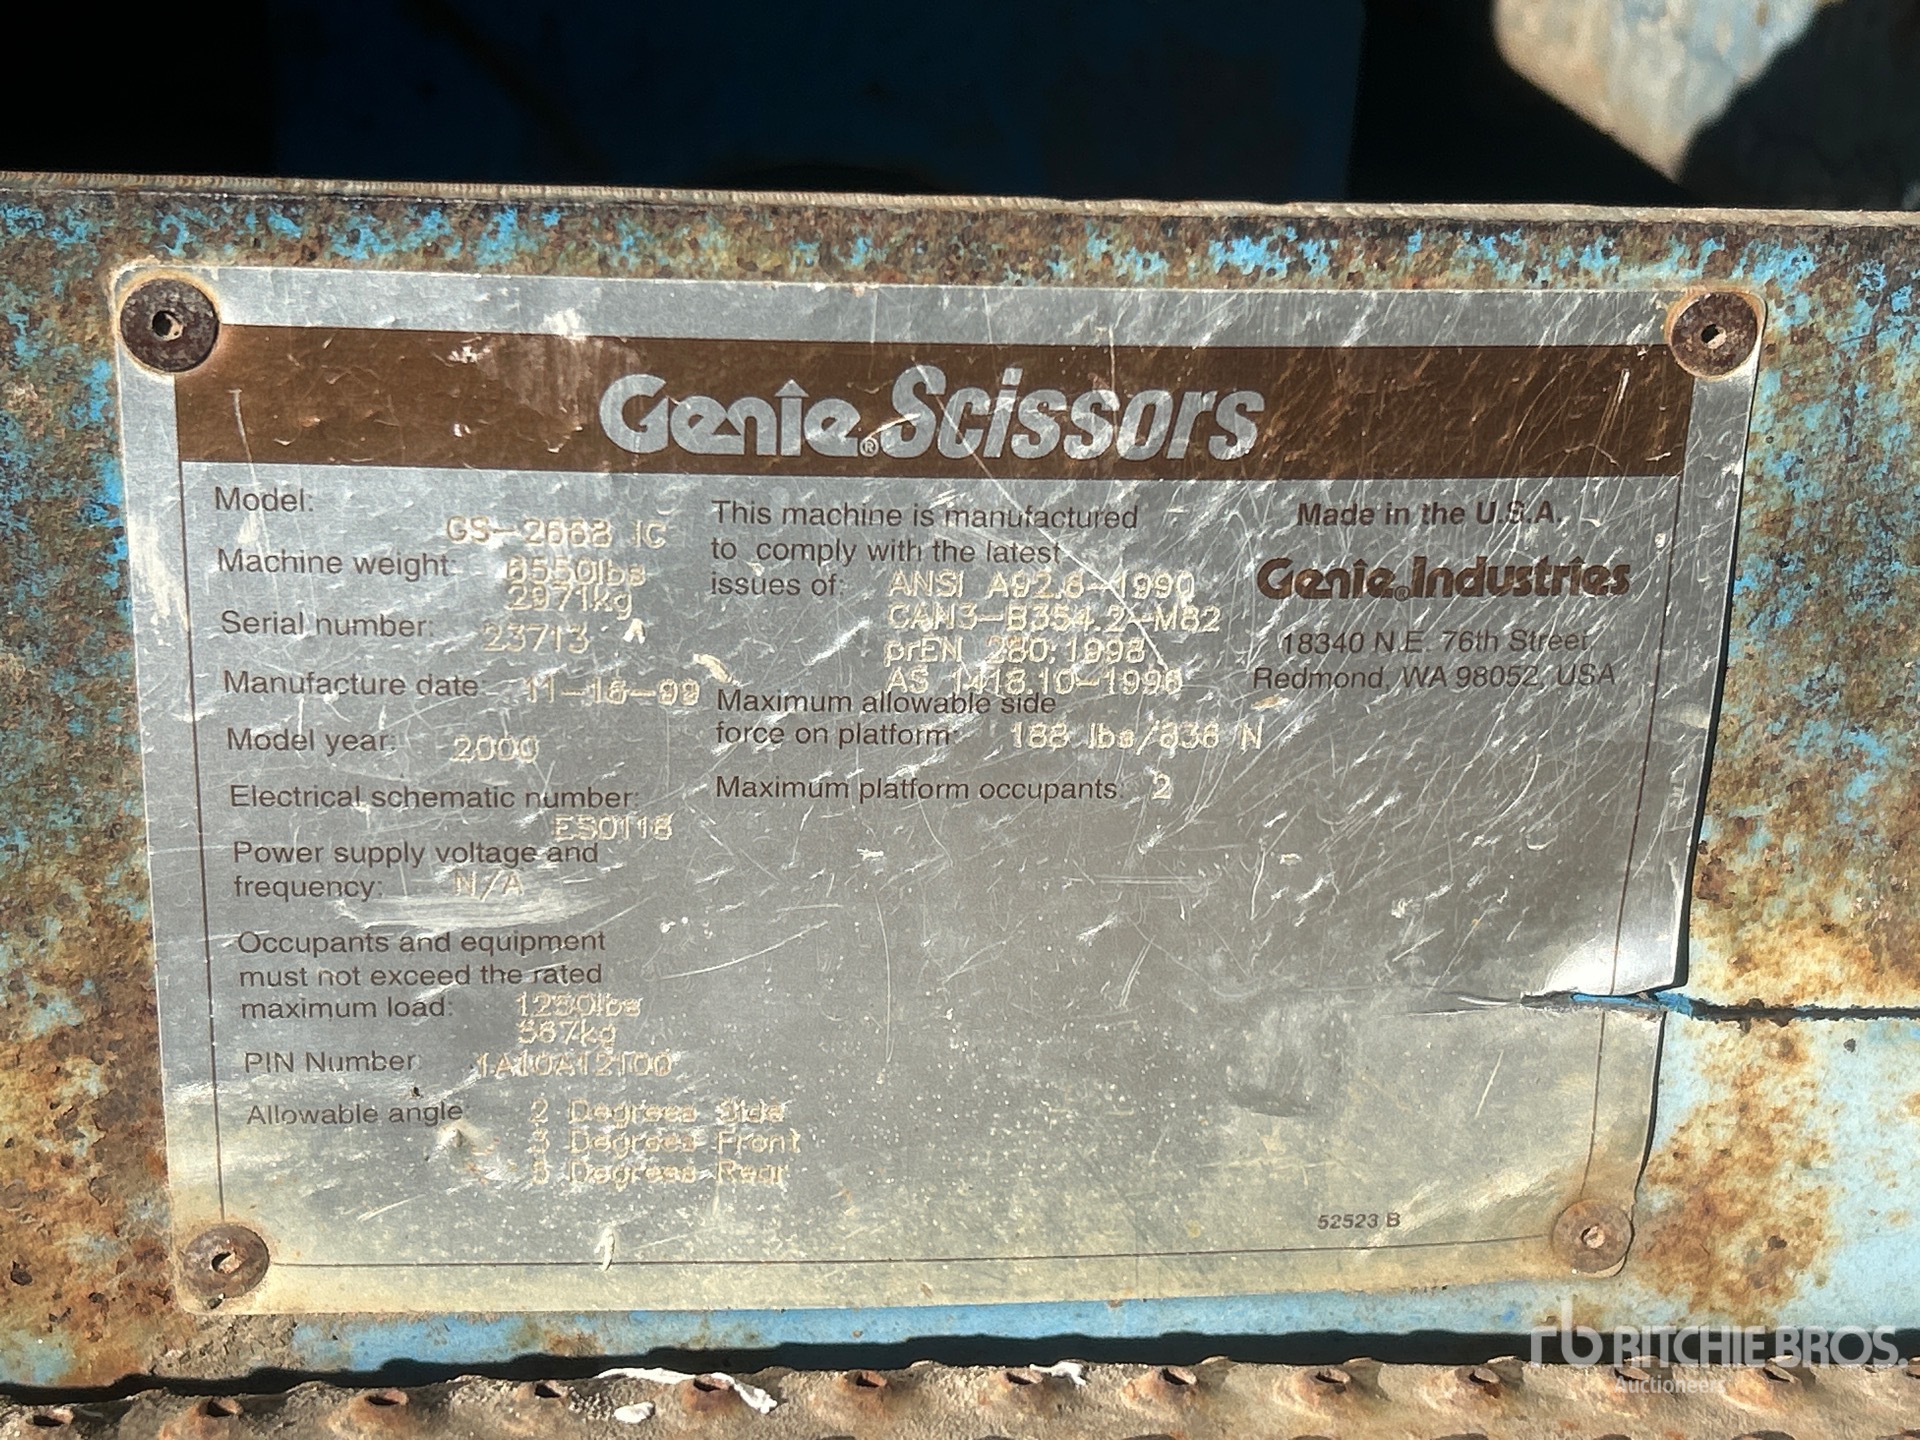 Genie® Scissors
Model:
GS-2668 IC
Machine weight: 6550lbs
2971kg
Serial number: 23713
Manufacture date: 11-16-99
Model year: 2000
Electrical schematic number:
ES0118
Power supply voltage and
frequency: N/A
Occupants and equipment
must not exceed the rated
maximum load: 1250lbs
567kg
PIN Number: 1A10A12100
Allowable angle: 2 Degrees Side
3 Degrees Front
Degrees Rear
This machine is manufactured
to comply with the latest
issues of: ANSI A92.6-1990
CAN3-B354.2-M82
prEN 280:1998
AS 1418.10-1996
Maximum allowable side
force on platform: 188 lbs/836 N
Maximum platform occupants: 2
Made in the U.S.A.
Genie® Industries
18340 N.E. 76th Street
Redmond, WA 98052, USA
52523 B
rb RITCHIE BROS.
Auctioneers